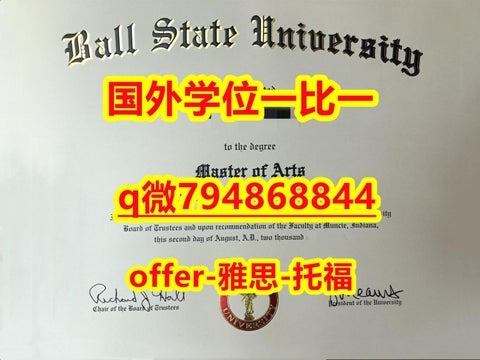 Ball State University
国外学位一比一
to the degree
Master of Arts
q微794868844
Board of Trustees and upon recommendation of the Faculty at Muncie, Indiana,
this second day of August, A.D., two thousand
offer-雅思-托福
Chair of the Board of Trustees
President of the University
UNIVERSITY